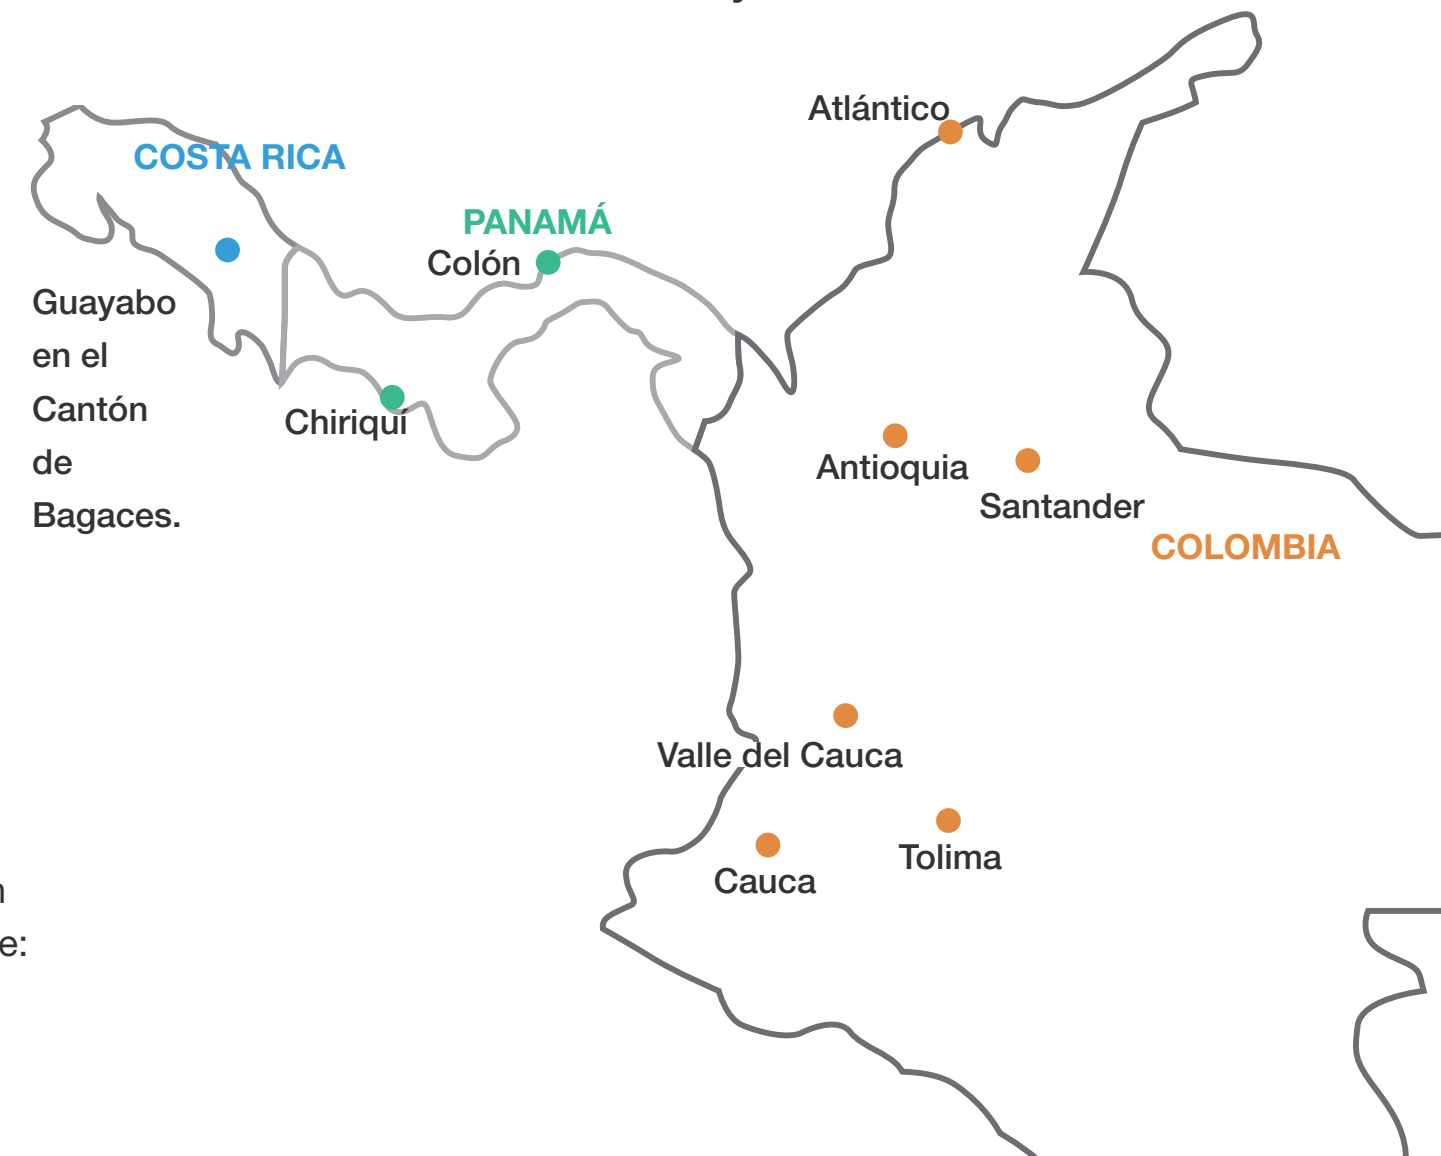 Atlántico
COSTA RICA
PANAMÁ
Colón
Guayabo
en el
Cantón
de
Bagaces.
Chiriquí
Antioquia
Santander
COLOMBIA
Valle del Cauca
Tolima
Cauca
e: